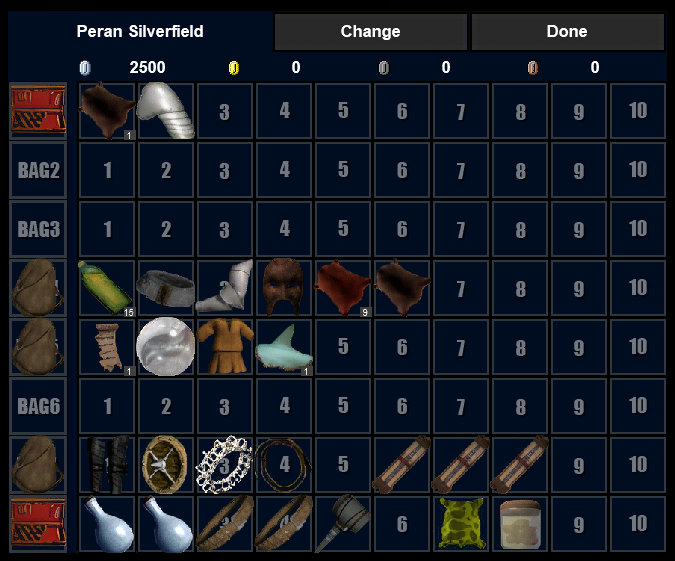 Peran Silverfield Change Done
2500 0 0 0
1 3 4 5 6 7 8 9 10
BAG2 1 2 3 4 5 6 7 8 9 10
BAG3 1 2 3 4 5 6 7 8 9 10
15 3 9 7 8 9 10
1 1 5 6 7 8 9 10
BAG6 1 2 3 4 5 6 7 8 9 10
3 4 5 9 10
6 9 10